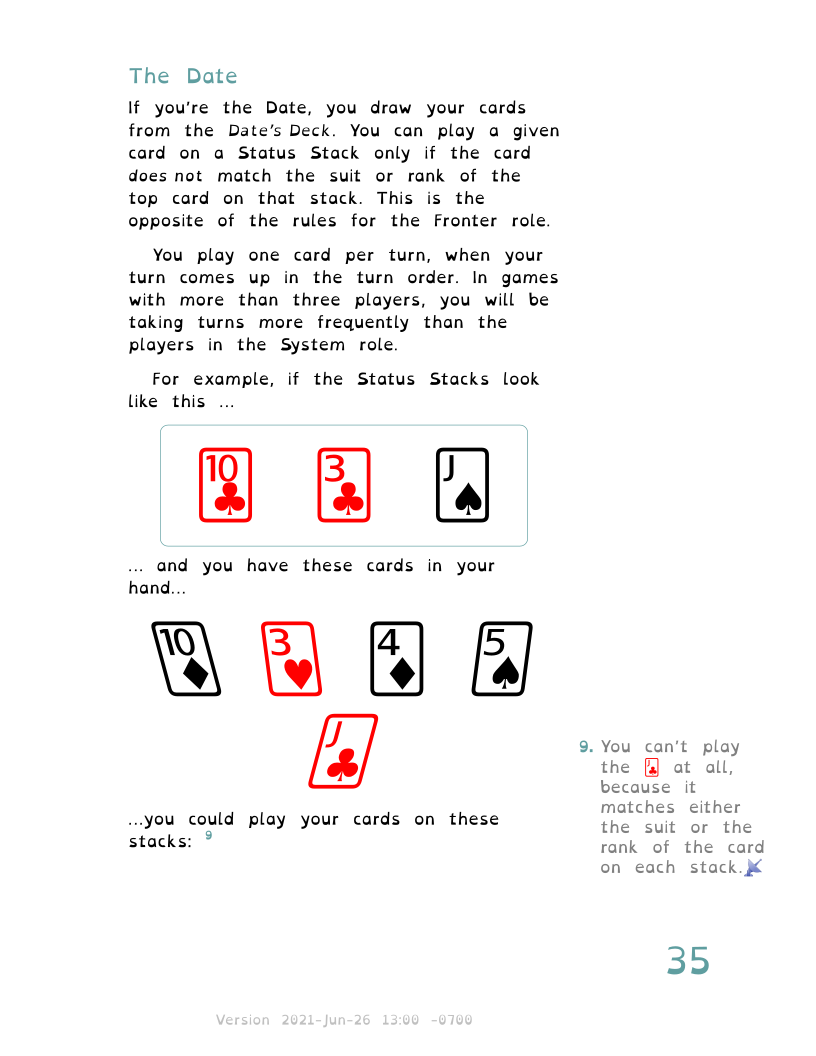 The Date
If you're the Date, you draw your cards
from the Date's Deck. You can play a given
card on a Status Stack only if the card
does not match the suit or rank of the
top card on that stack. This is the
opposite of the rules for the Fronter role.
You play one card per turn, when your
turn comes up in the turn order. In games
with more than three players, you will be
taking turns more frequently than the
players in the System role.
For example, if the Status Stacks look
like this ...
10♣ 3♣ J♠
... and you have these cards in your
hand...
10♦ 3♥ 4♦ 5♠
J♣
...you could play your cards on these
stacks: 9
9. You can't play
the J♣ at all,
because it
matches either
the suit or the
rank of the card
on each stack.
35
Version 2021-Jun-26 13:00 -0700